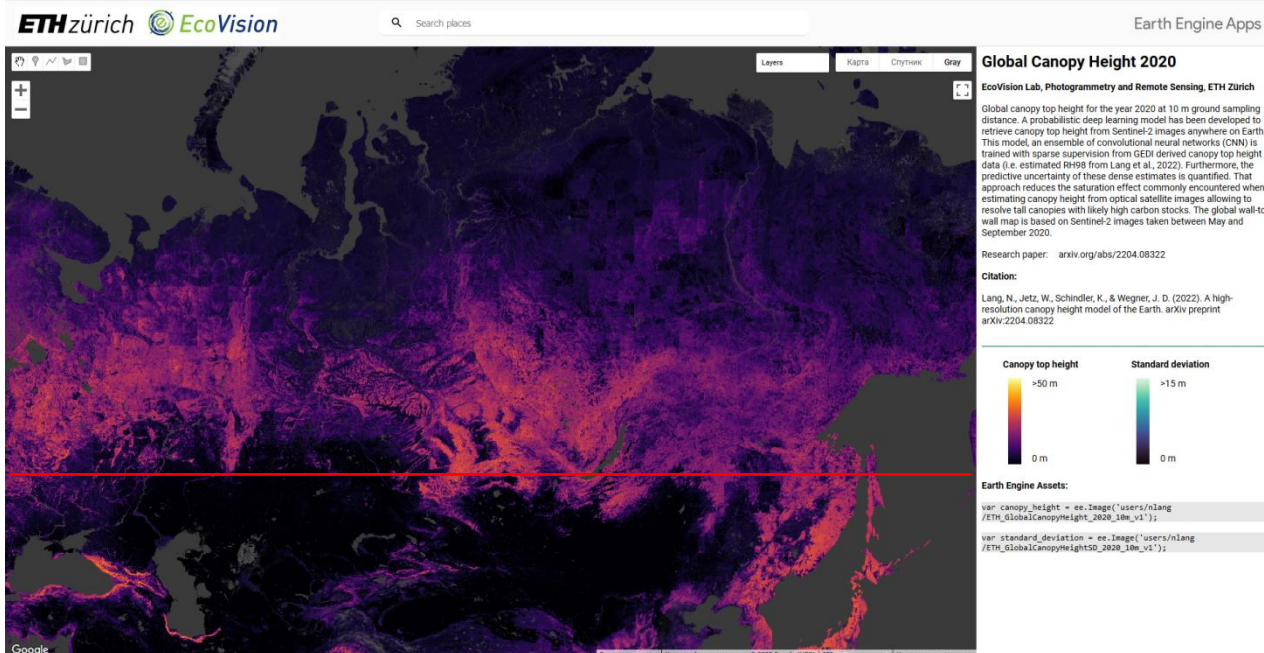 ETH zürich EcoVision
Search places
Earth Engine Apps
Layers
Карта Спутник Gray
Global Canopy Height 2020
EcoVision Lab, Photogrammetry and Remote Sensing, ETH Zürich
Global canopy top height for the year 2020 at 10 m ground sampling
distance. A probabilistic deep learning model has been developed to
retrieve canopy top height from Sentinel-2 images anywhere on Earth
This model, an ensemble of convolutional neural networks (CNN) is
trained with sparse supervision from GEDI derived canopy top height
data (i.e. estimated RH98 from Lang et al., 2022). Furthermore, the
predictive uncertainty of these dense estimates is quantified. That
approach reduces the saturation effect commonly encountered when
estimating canopy height from optical satellite images allowing to
resolve tall canopies with likely high carbon stocks. The global wall-to
wall map is based on Sentinel-2 images taken between May and
September 2020.
Research paper: arxiv.org/abs/2204.08322
Citation:
Lang, N., Jetz, W., Schindler, K., & Wegner, J. D. (2022). A high-
resolution canopy height model of the Earth. arXiv preprint
arXiv:2204.08322
Canopy top height Standard deviation
>50 m >15 m
0 m 0 m
Earth Engine Assets:
var canopy_height = ee.Image('users/nlang
/ETH_GlobalCanopyHeight_2020_10m_v1');
var standard_deviation = ee.Image('users/nlang
/ETH_GlobalCanopyHeightSD_2020_10m_v1');
Google